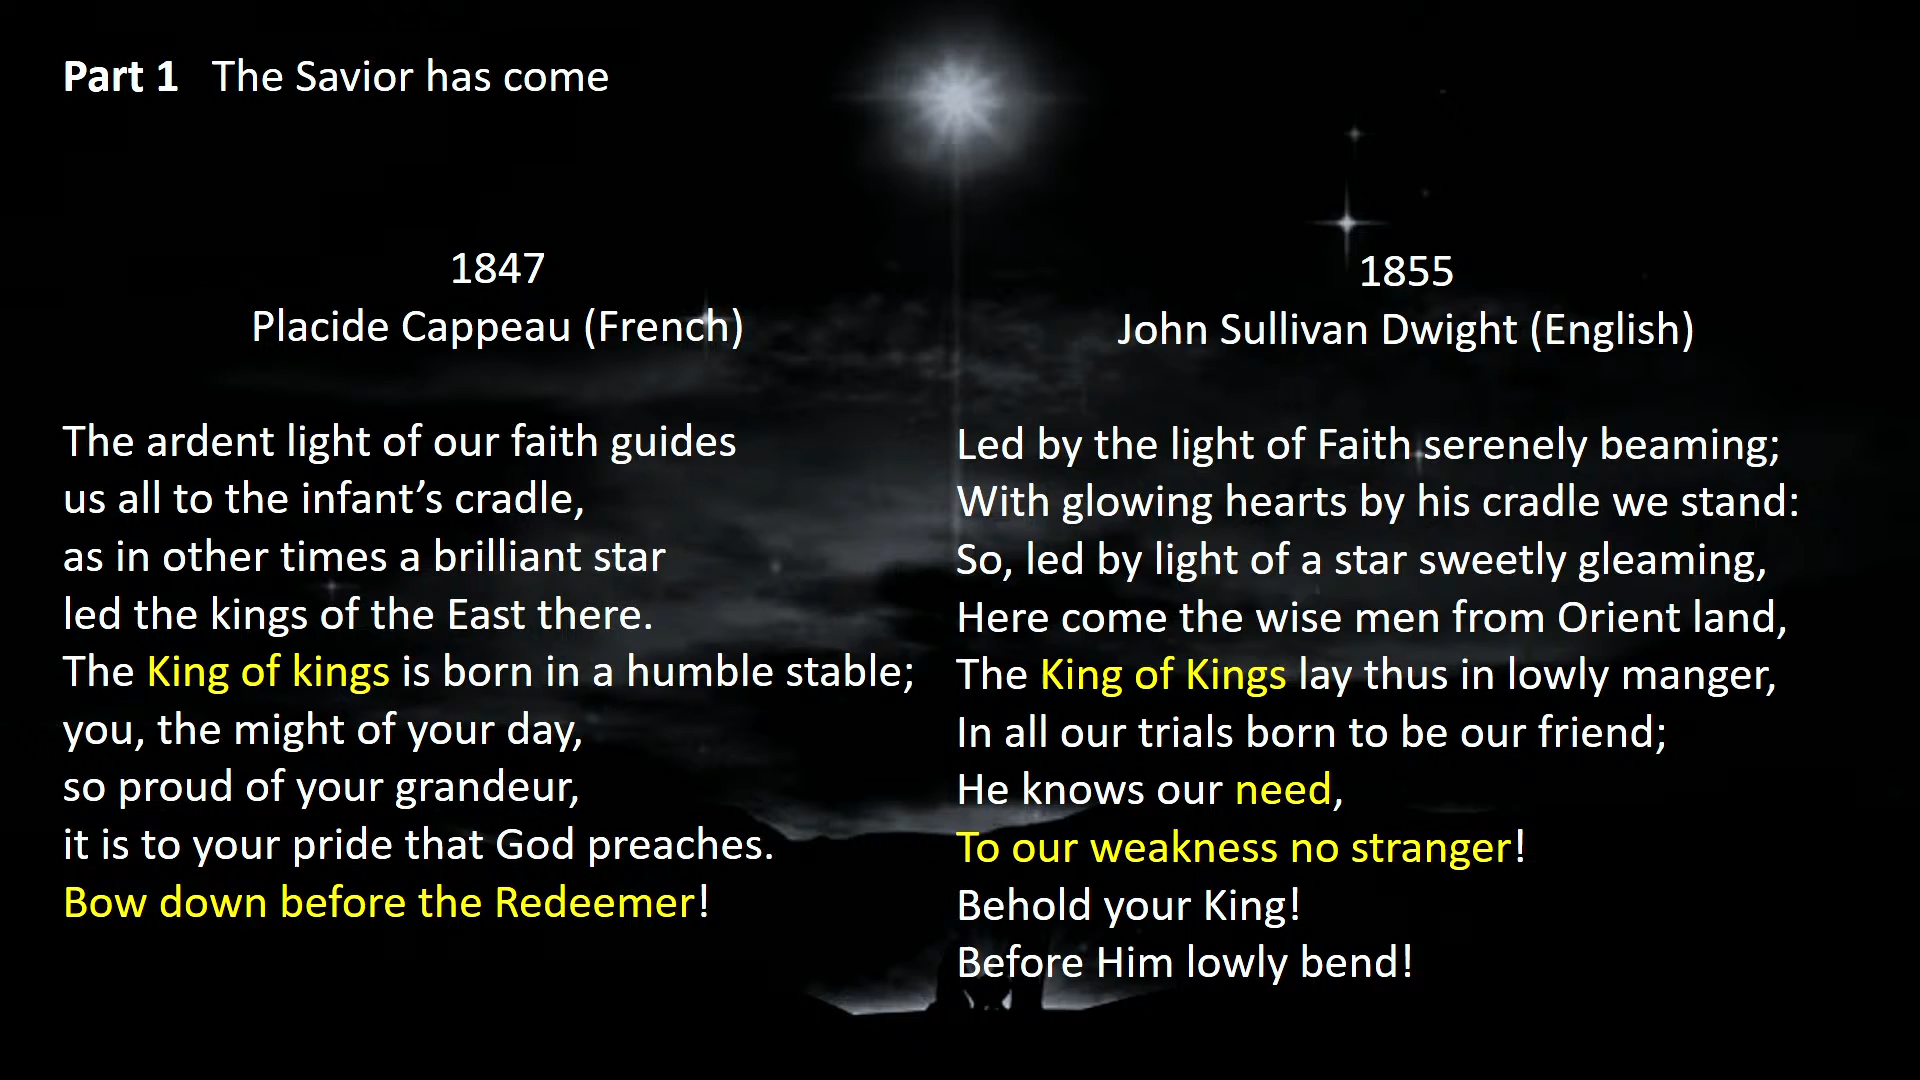 Part 1 The Savior has come
1847
Placide Cappeau (French)
The ardent light of our faith guides
us all to the infant’s cradle,
as in other times a brilliant star
led the kings of the East there.
The King of kings is born in a humble stable;
you, the might of your day,
so proud of your grandeur,
it is to your pride that God preaches.
Bow down before the Redeemer!
1855
John Sullivan Dwight (English)
Led by the light of Faith serenely beaming;
With glowing hearts by his cradle we stand:
So, led by light of a star sweetly gleaming,
Here come the wise men from Orient land,
The King of Kings lay thus in lowly manger,
In all our trials born to be our friend;
He knows our need,
To our weakness no stranger!
Behold your King!
Before Him lowly bend!